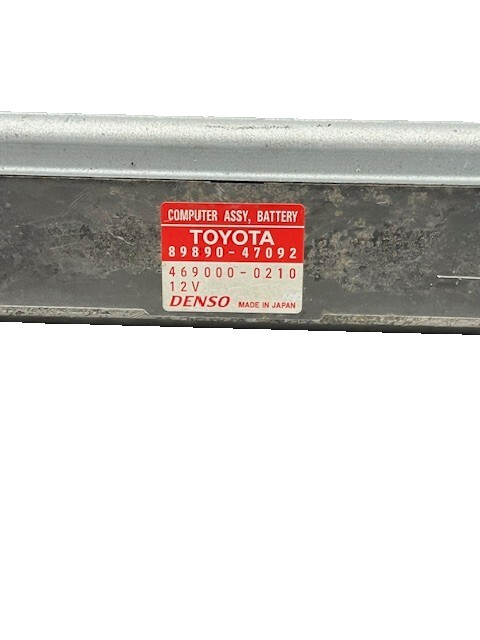 COMPUTER ASSY, BATTERY
TOYOTA
89890-47092
469000-0210
12V
DENSO MADE IN JAPAN